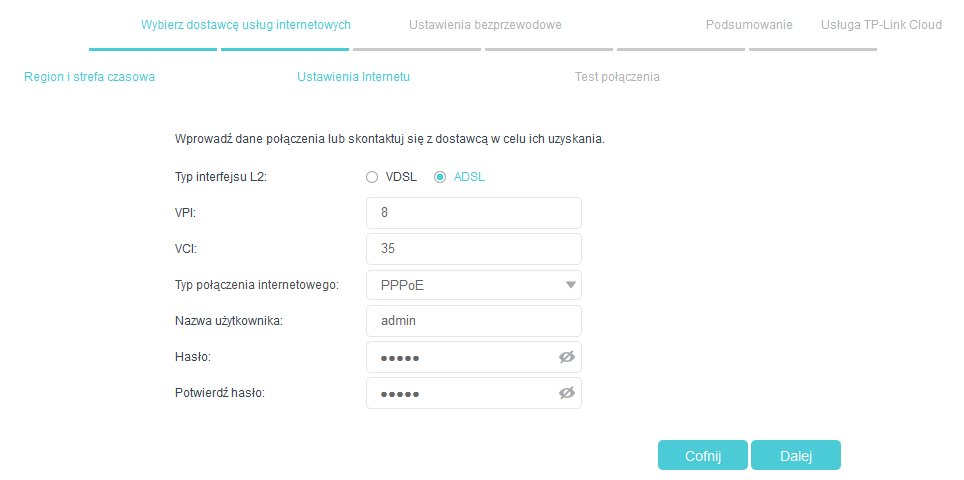 Wybierz dostawcę usług internetowych Ustawienia bezprzewodowe Podsumowanie Usługa TP-Link Cloud
Region i strefa czasowa Ustawienia Internetu Test połączenia
Wprowadź dane połączenia lub skontaktuj się z dostawcą w celu ich uzyskania.
Typ interfejsu L2: VDSL ADSL
VPI: 8
VCI: 35
Typ połączenia internetowego: PPPoE
Nazwa użytkownika: admin
Hasło: •••••
Potwierdź hasło: •••••
Cofnij Dalej